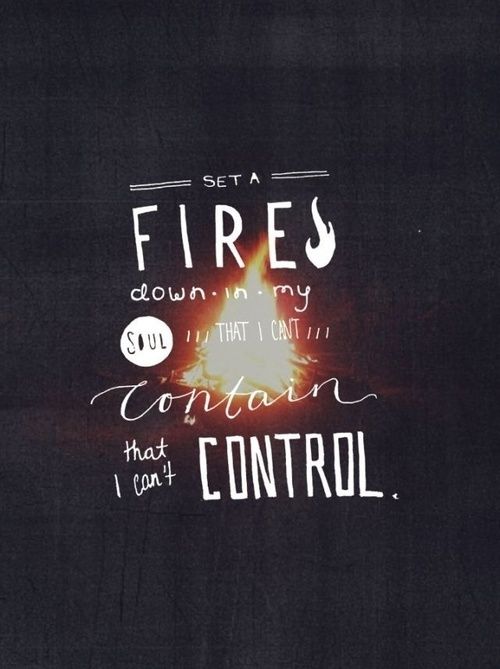 SET A
FIRE
down·in·my
SOUL ,,, THAT I CAN'T ,,,
contain
that
I can't CONTROL.